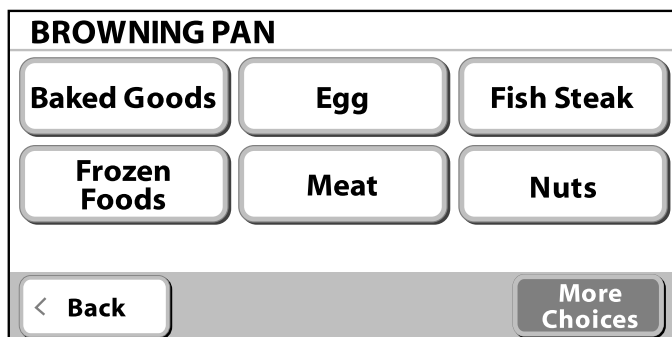 BROWNING PAN
Baked Goods
Egg
Fish Steak
Frozen
Foods
Meat
Nuts
< Back
More
Choices